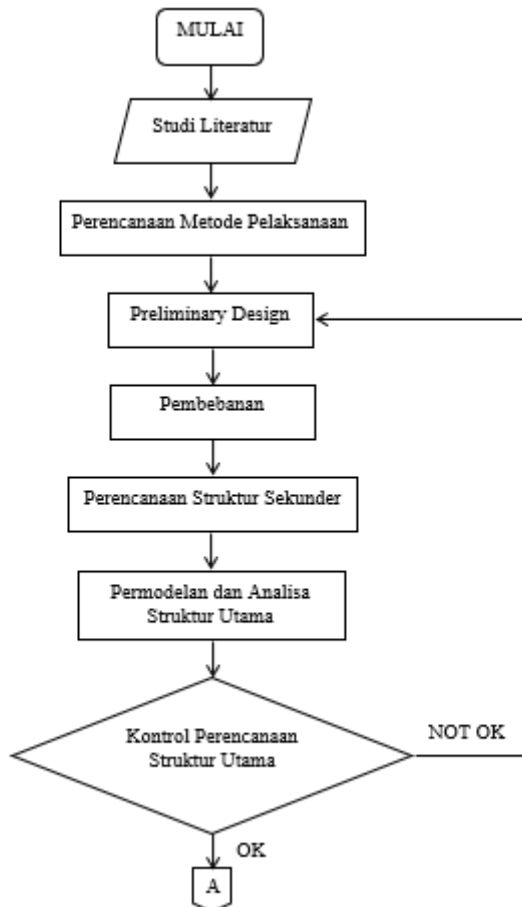 MULAI
Studi Literatur
Perencanaan Metode Pelaksanaan
Preliminary Design
Pembebanan
Perencanaan Struktur Sekunder
Permodelan dan Analisa
Struktur Utama
Kontrol Perencanaan
Struktur Utama
NOT OK
OK
A